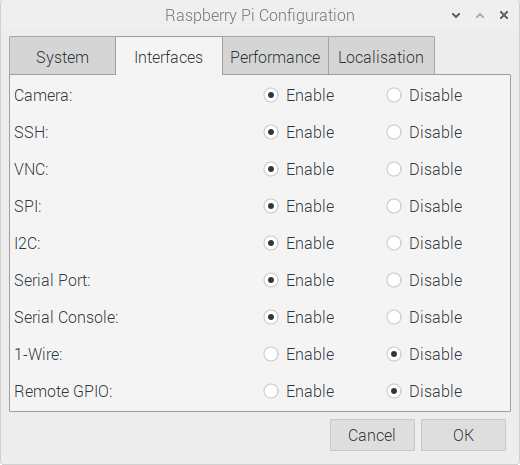 Raspberry Pi Configuration
System Interfaces Performance Localisation
Camera: Enable Disable
SSH: Enable Disable
VNC: Enable Disable
SPI: Enable Disable
I2C: Enable Disable
Serial Port: Enable Disable
Serial Console: Enable Disable
1-Wire: Enable Disable
Remote GPIO: Enable Disable
Cancel OK